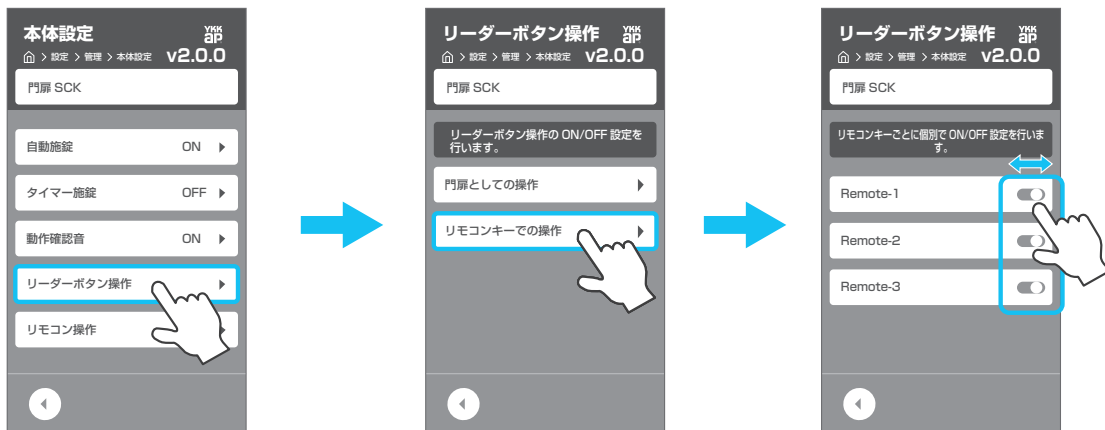 本体設定
YKK
ap
設定 > 管理 > 本体設定 v2.0.0
門扉 SCK
自動施錠 ON
タイマー施錠 OFF
動作確認音 ON
リーダーボタン操作
リモコン操作
リーダーボタン操作
YKK
ap
設定 > 管理 > 本体設定 v2.0.0
門扉 SCK
リーダーボタン操作の ON/OFF 設定を
行います。
門扉としての操作
リモコンキーでの操作
リーダーボタン操作
YKK
ap
設定 > 管理 > 本体設定 v2.0.0
門扉 SCK
リモコンキーごとに個別で ON/OFF 設定を行いま
す。
Remote-1
Remote-2
Remote-3